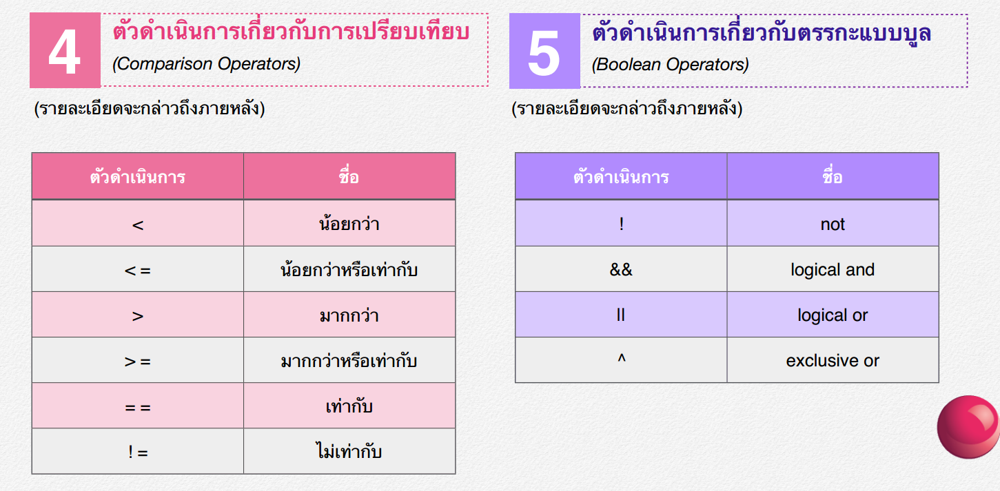 4
ตัวดำเนินการเกี่ยวกับการเปรียบเทียบ
(Comparison Operators)
(รายละเอียดจะกล่าวถึงภายหลัง)
ตัวดำเนินการ ชื่อ
< น้อยกว่า
< = น้อยกว่าหรือเท่ากับ
> มากกว่า
> = มากกว่าหรือเท่ากับ
= = เท่ากับ
! = ไม่เท่ากับ
5
ตัวดำเนินการเกี่ยวกับตรรกะแบบบูล
(Boolean Operators)
(รายละเอียดจะกล่าวถึงภายหลัง)
ตัวดำเนินการ ชื่อ
! not
&& logical and
|| logical or
^ exclusive or